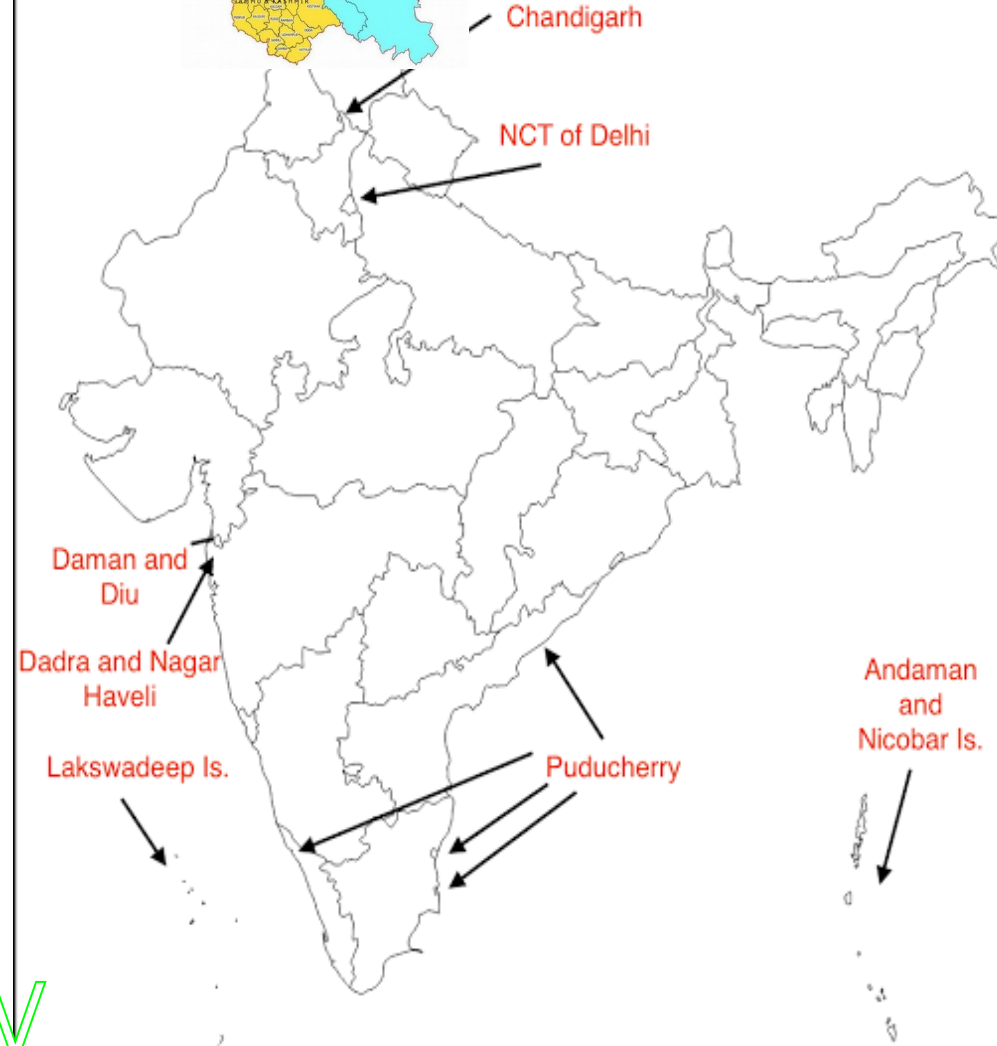 Chandigarh
NCT of Delhi
Daman and
Diu
Dadra and Nagar
Haveli
Lakswadeep Is.
Puducherry
Andaman
and
Nicobar Is.